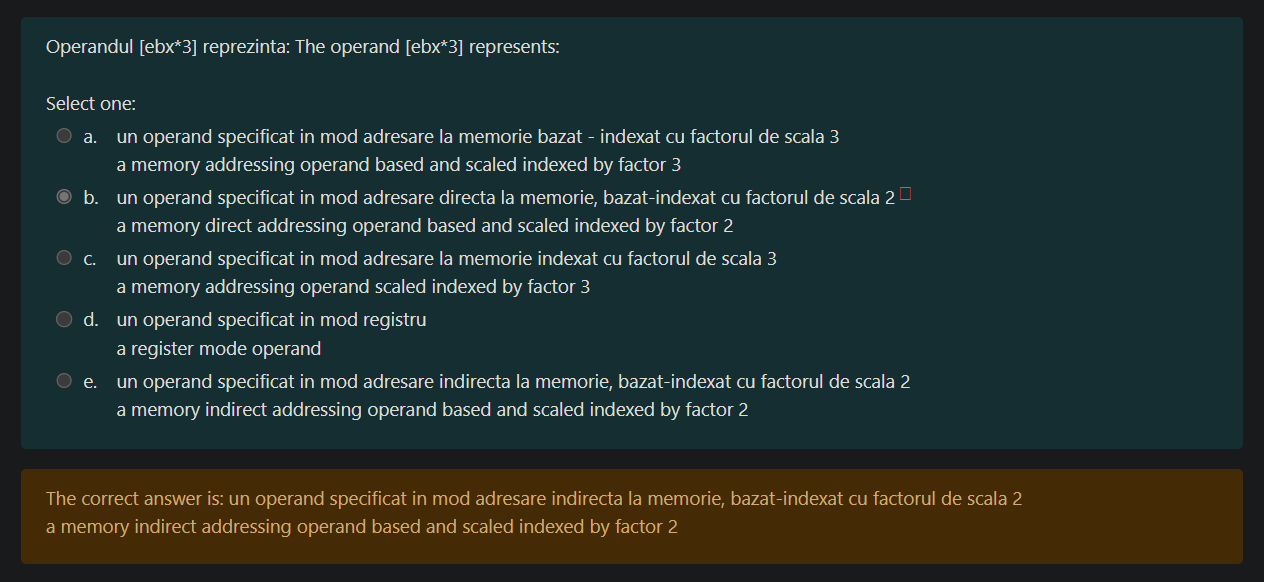 Operandul [ebx*3] reprezinta: The operand [ebx*3] represents:
Select one:
a. un operand specificat in mod adresare la memorie bazat - indexat cu factorul de scala 3
a memory addressing operand based and scaled indexed by factor 3
b. un operand specificat in mod adresare directa la memorie, bazat-indexat cu factorul de scala 2
a memory direct addressing operand based and scaled indexed by factor 2
c. un operand specificat in mod adresare la memorie indexat cu factorul de scala 3
a memory addressing operand scaled indexed by factor 3
d. un operand specificat in mod registru
a register mode operand
e. un operand specificat in mod adresare indirecta la memorie, bazat-indexat cu factorul de scala 2
a memory indirect addressing operand based and scaled indexed by factor 2
The correct answer is: un operand specificat in mod adresare indirecta la memorie, bazat-indexat cu factorul de scala 2
a memory indirect addressing operand based and scaled indexed by factor 2